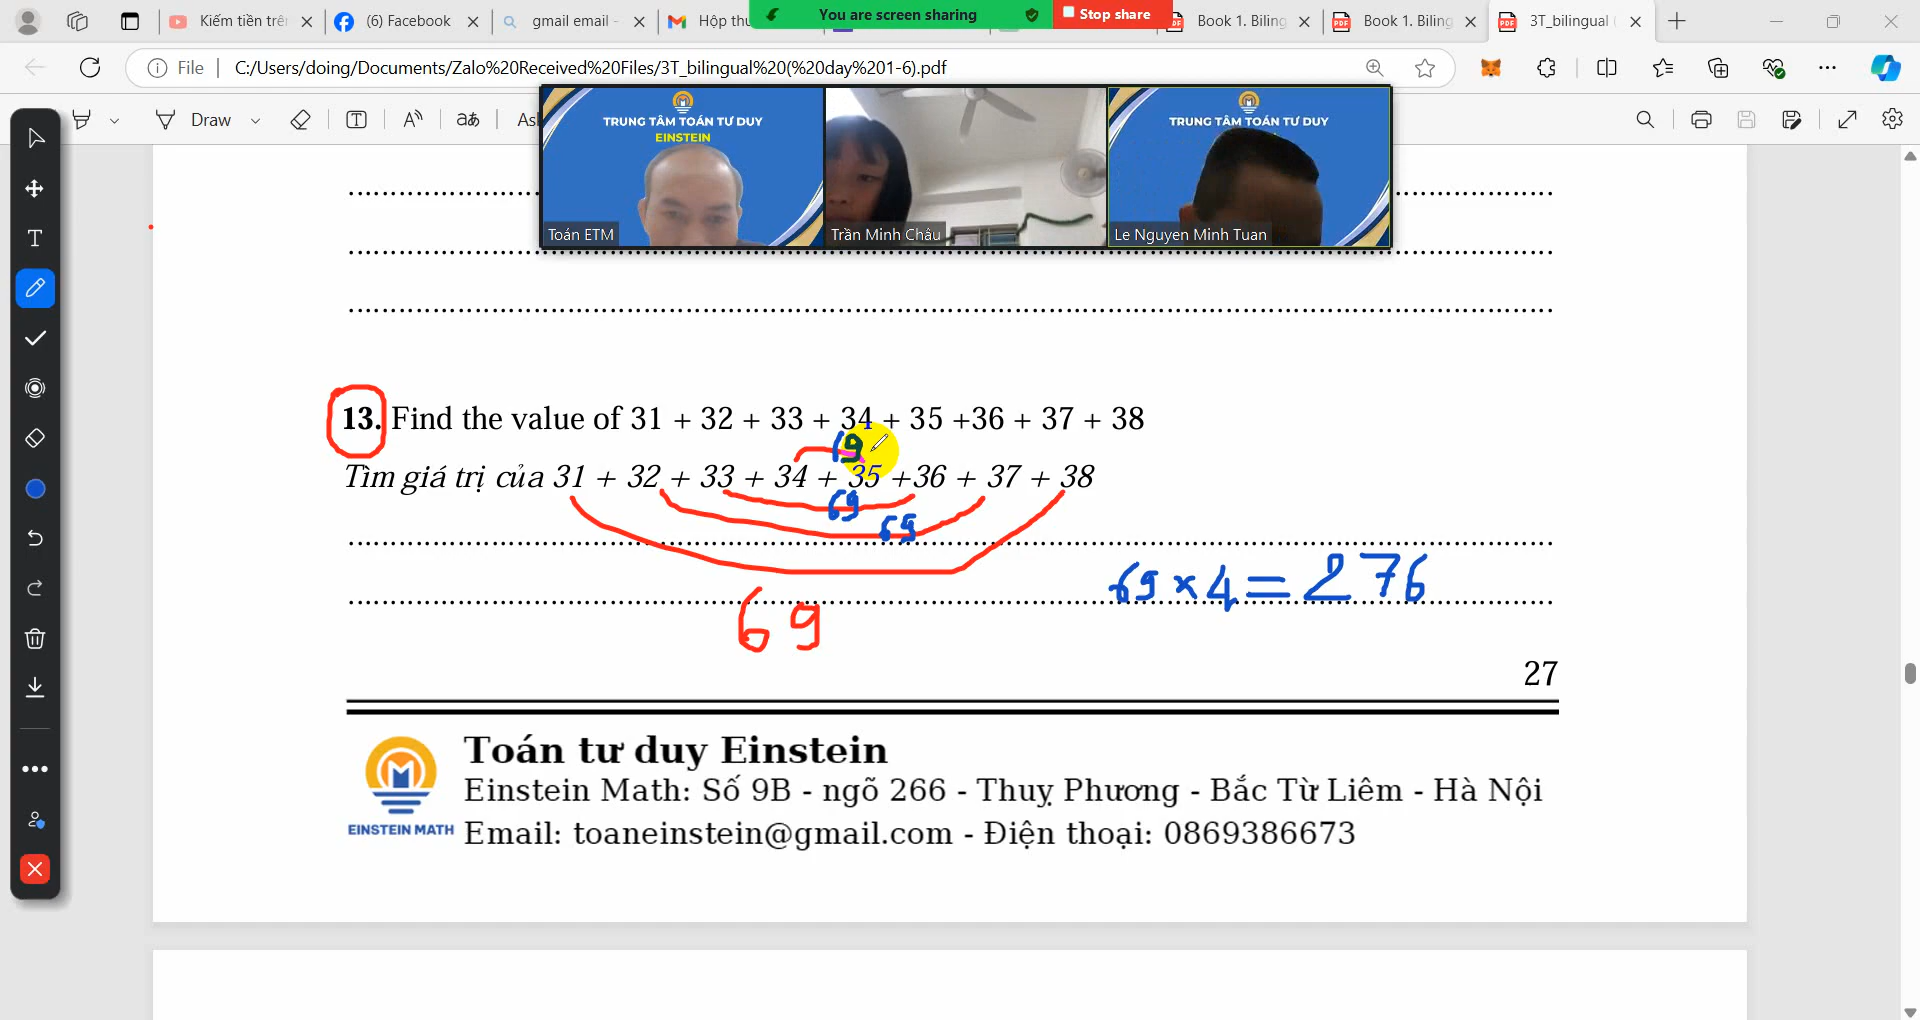 Kiếm tiền trê
(6) Facebook
gmail email -
Hộp thu
You are screen sharing
Stop share
Book 1. Biling
Book 1. Biling
3T_bilingual (
File
C:/Users/doing/Documents/Zalo%20Received%20Files/3T_bilingual%20(%20day%201-6).pdf
Draw
Asl
TRUNG TÂM TOÁN TƯ DUY
EINSTEIN
Toán ETM
Trần Minh Châu
TRUNG TÂM TOÁN TƯ DUY
Le Nguyen Minh Tuan
13. Find the value of 31 + 32 + 33 + 34 + 35 +36 + 37 + 38
Tìm giá trị của 31 + 32 + 33 + 34 + 35 +36 + 37 + 38
69
69
69 × 4 = 276
69
27
EINSTEIN MATH
Toán tư duy Einstein
Einstein Math: Số 9B - ngõ 266 - Thuỵ Phương - Bắc Từ Liêm - Hà Nội
Email: toaneinstein@gmail.com - Điện thoại: 0869386673